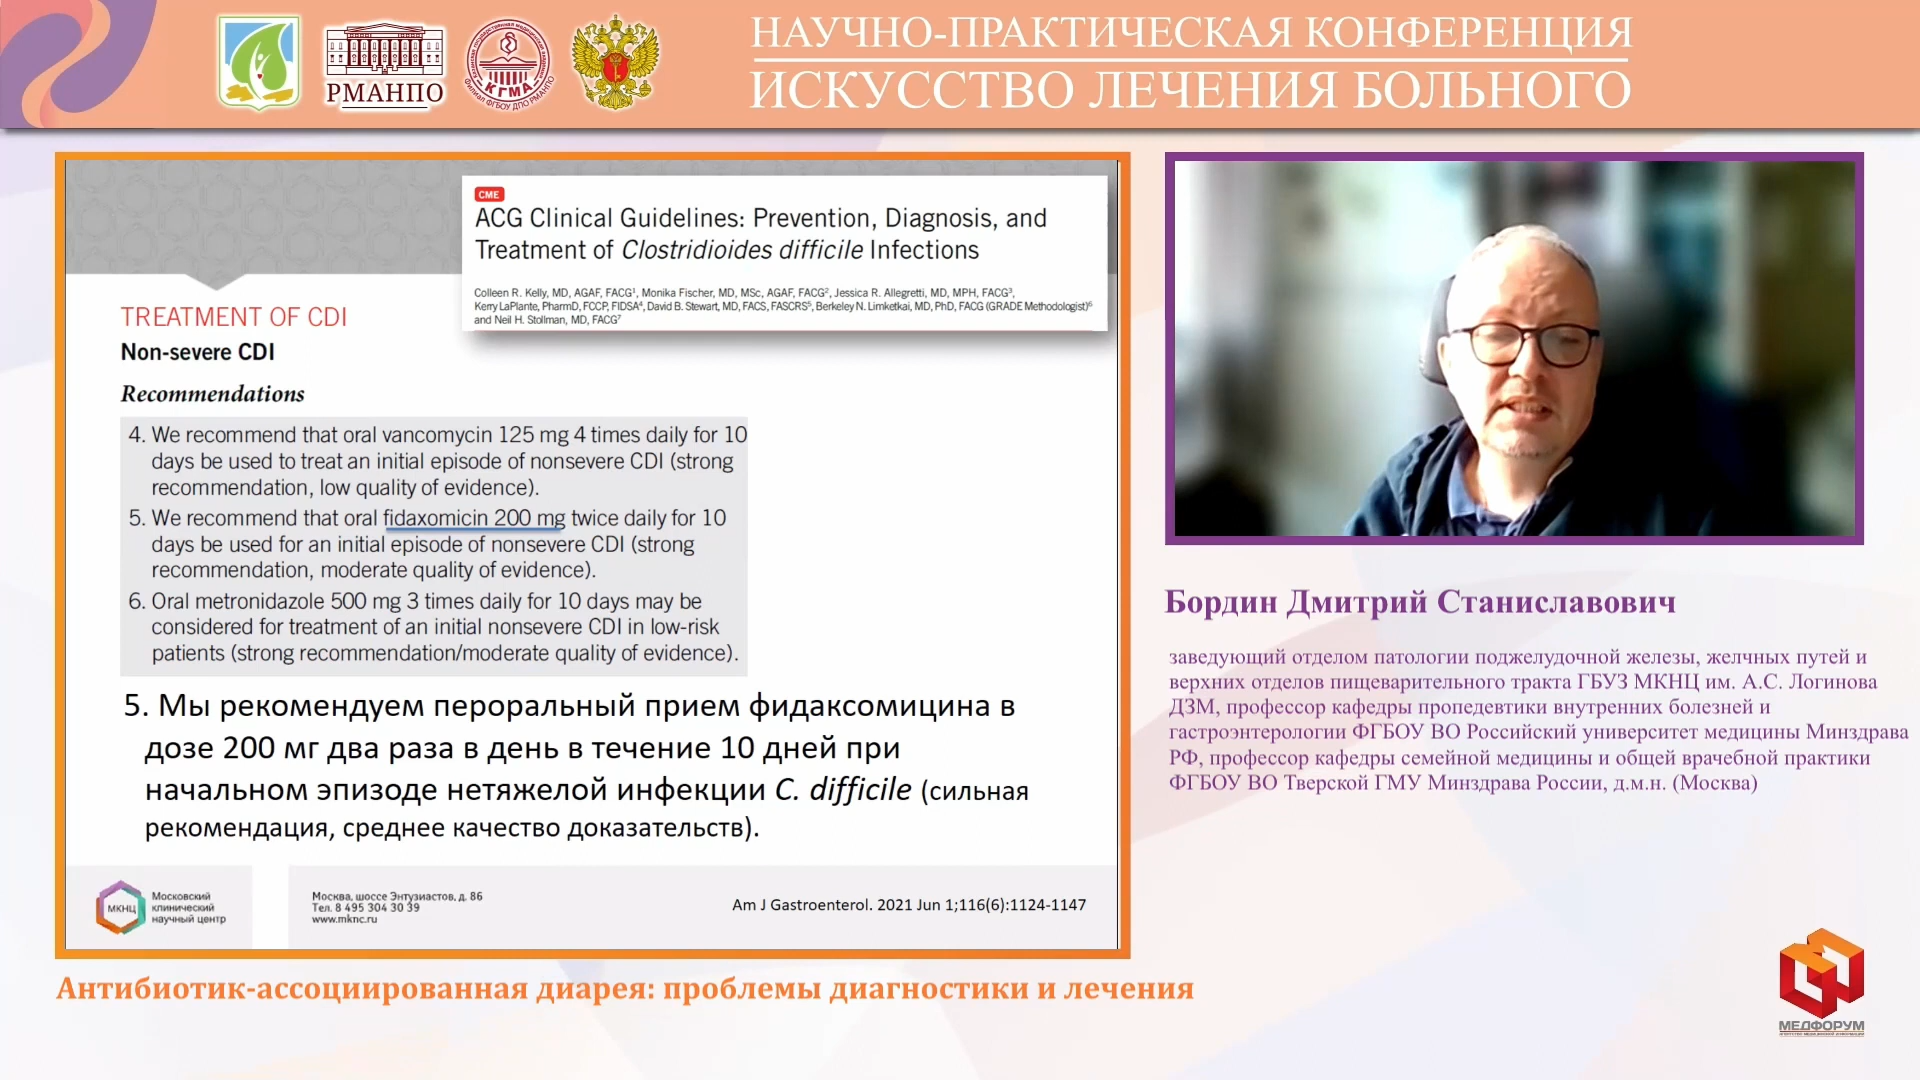 РМАНПО
КГМА
НАУЧНО-ПРАКТИЧЕСКАЯ КОНФЕРЕНЦИЯ
ИСКУССТВО ЛЕЧЕНИЯ БОЛЬНОГО
CME
ACG Clinical Guidelines: Prevention, Diagnosis, and
Treatment of Clostridioides difficile Infections
Colleen R. Kelly, MD, AGAF, FACG1, Monika Fischer, MD, MSc, AGAF, FACG2, Jessica R. Allegretti, MD, MPH, FACG3,
Kerry LaPlante, PharmD, FCCP, FIDSA4, David B. Stewart, MD, FACS, FASCRS5, Berkeley N. Limketkai, MD, PhD, FACG (GRADE Methodologist)6
and Neil H. Stollman, MD, FACG7
TREATMENT OF CDI
Non-severe CDI
Recommendations
4. We recommend that oral vancomycin 125 mg 4 times daily for 10
days be used to treat an initial episode of nonsevere CDI (strong
recommendation, low quality of evidence).
5. We recommend that oral fidaxomicin 200 mg twice daily for 10
days be used for an initial episode of nonsevere CDI (strong
recommendation, moderate quality of evidence).
6. Oral metronidazole 500 mg 3 times daily for 10 days may be
considered for treatment of an initial nonsevere CDI in low-risk
patients (strong recommendation/moderate quality of evidence).
5. Мы рекомендуем пероральный прием фидаксомицина в
дозе 200 мг два раза в день в течение 10 дней при
начальном эпизоде нетяжелой инфекции C. difficile (сильная
рекомендация, среднее качество доказательств).
МКНЦ
Московский
клинический
научный центр
Москва, шоссе Энтузиастов, д. 86
Тел. 8 495 304 30 39
www.mknc.ru
Am J Gastroenterol. 2021 Jun 1;116(6):1124-1147
Антибиотик-ассоциированная диарея: проблемы диагностики и лечения
Бордин Дмитрий Станиславович
заведующий отделом патологии поджелудочной железы, желчных путей и
верхних отделов пищеварительного тракта ГБУЗ МКНЦ им. А.С. Логинова
ДЗМ, профессор кафедры пропедевтики внутренних болезней и
гастроэнтерологии ФГБОУ ВО Российский университет медицины Минздрава
РФ, профессор кафедры семейной медицины и общей врачебной практики
ФГБОУ ВО Тверской ГМУ Минздрава России, д.м.н. (Москва)
МЕДФОРУМ